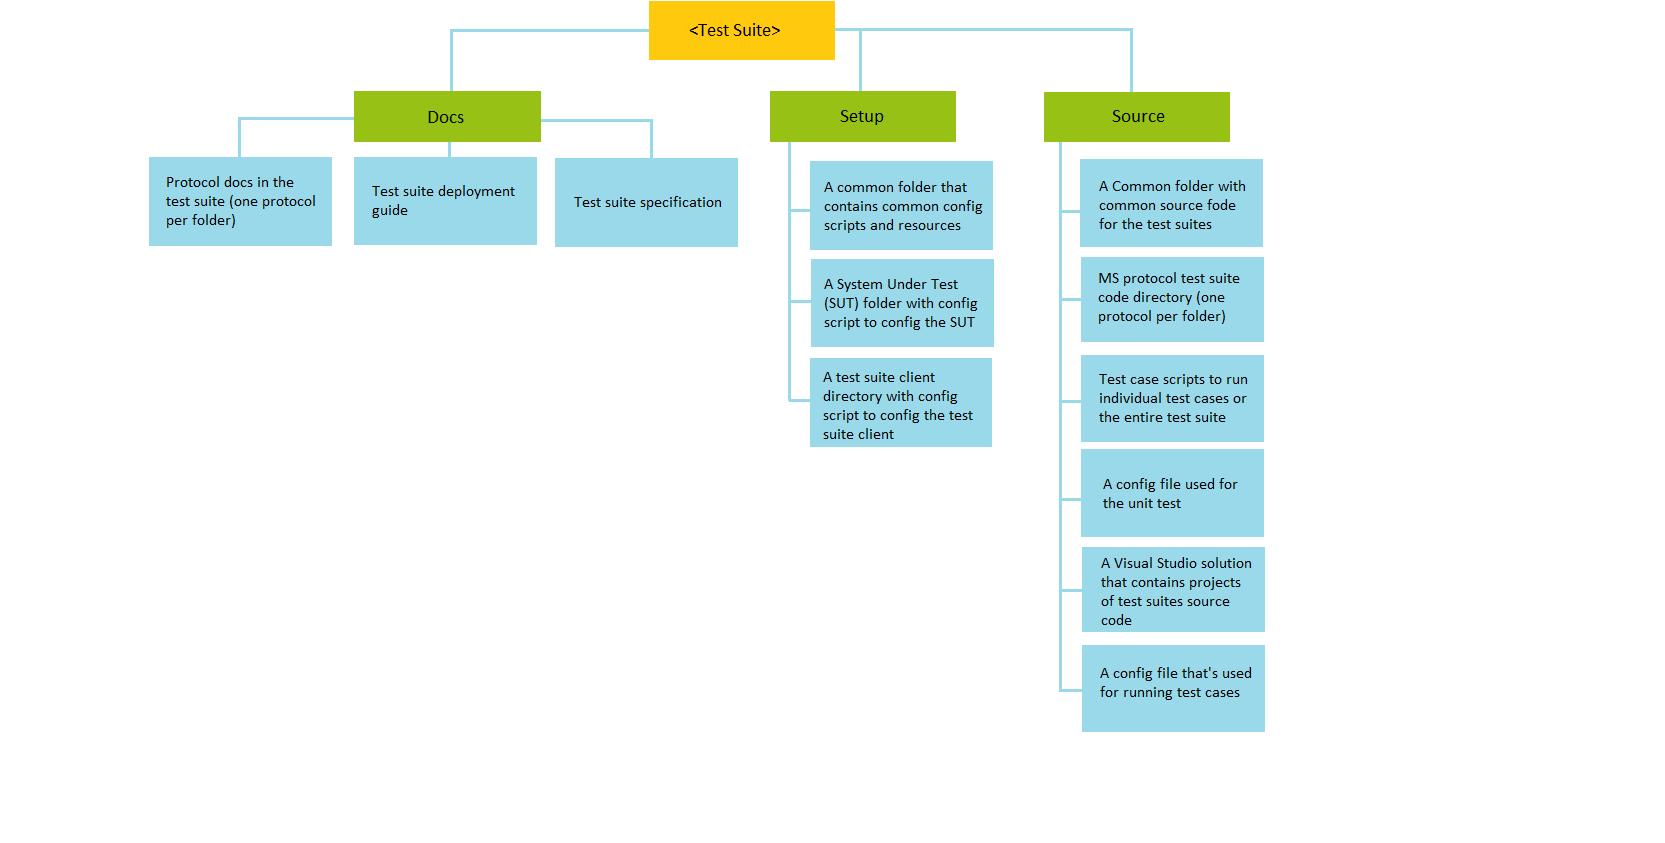 <Test Suite>
Docs
Setup
Source
Protocol docs in the
test suite (one protocol
per folder)
Test suite deployment
guide
Test suite specification
A common folder that
contains common config
scripts and resources
A System Under Test
(SUT) folder with config
script to config the SUT
A test suite client
directory with config
script to config the test
suite client
A Common folder with
common source fode
for the test suites
MS protocol test suite
code directory (one
protocol per folder)
Test case scripts to run
individual test cases or
the entire test suite
A config file used for
the unit test
A Visual Studio solution
that contains projects
of test suites source
code
A config file that's used
for running test cases